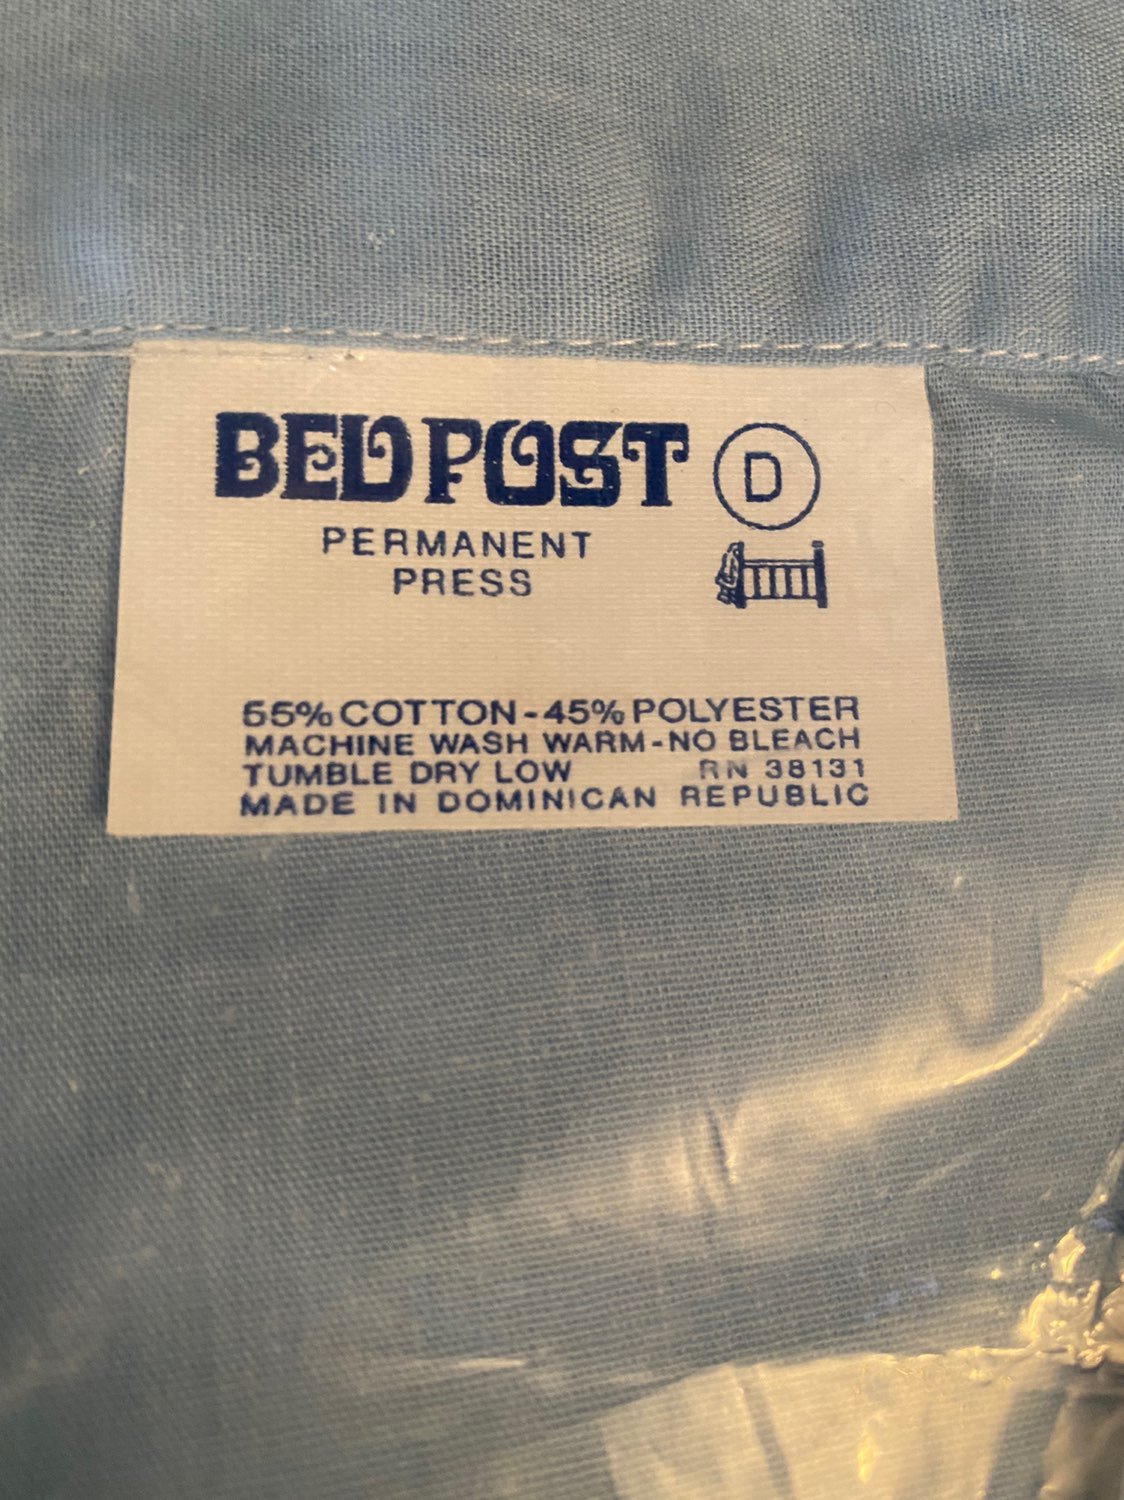 BED POST D
PERMANENT
PRESS
55% COTTON - 45% POLYESTER
MACHINE WASH WARM - NO BLEACH
TUMBLE DRY LOW RN 38131
MADE IN DOMINICAN REPUBLIC